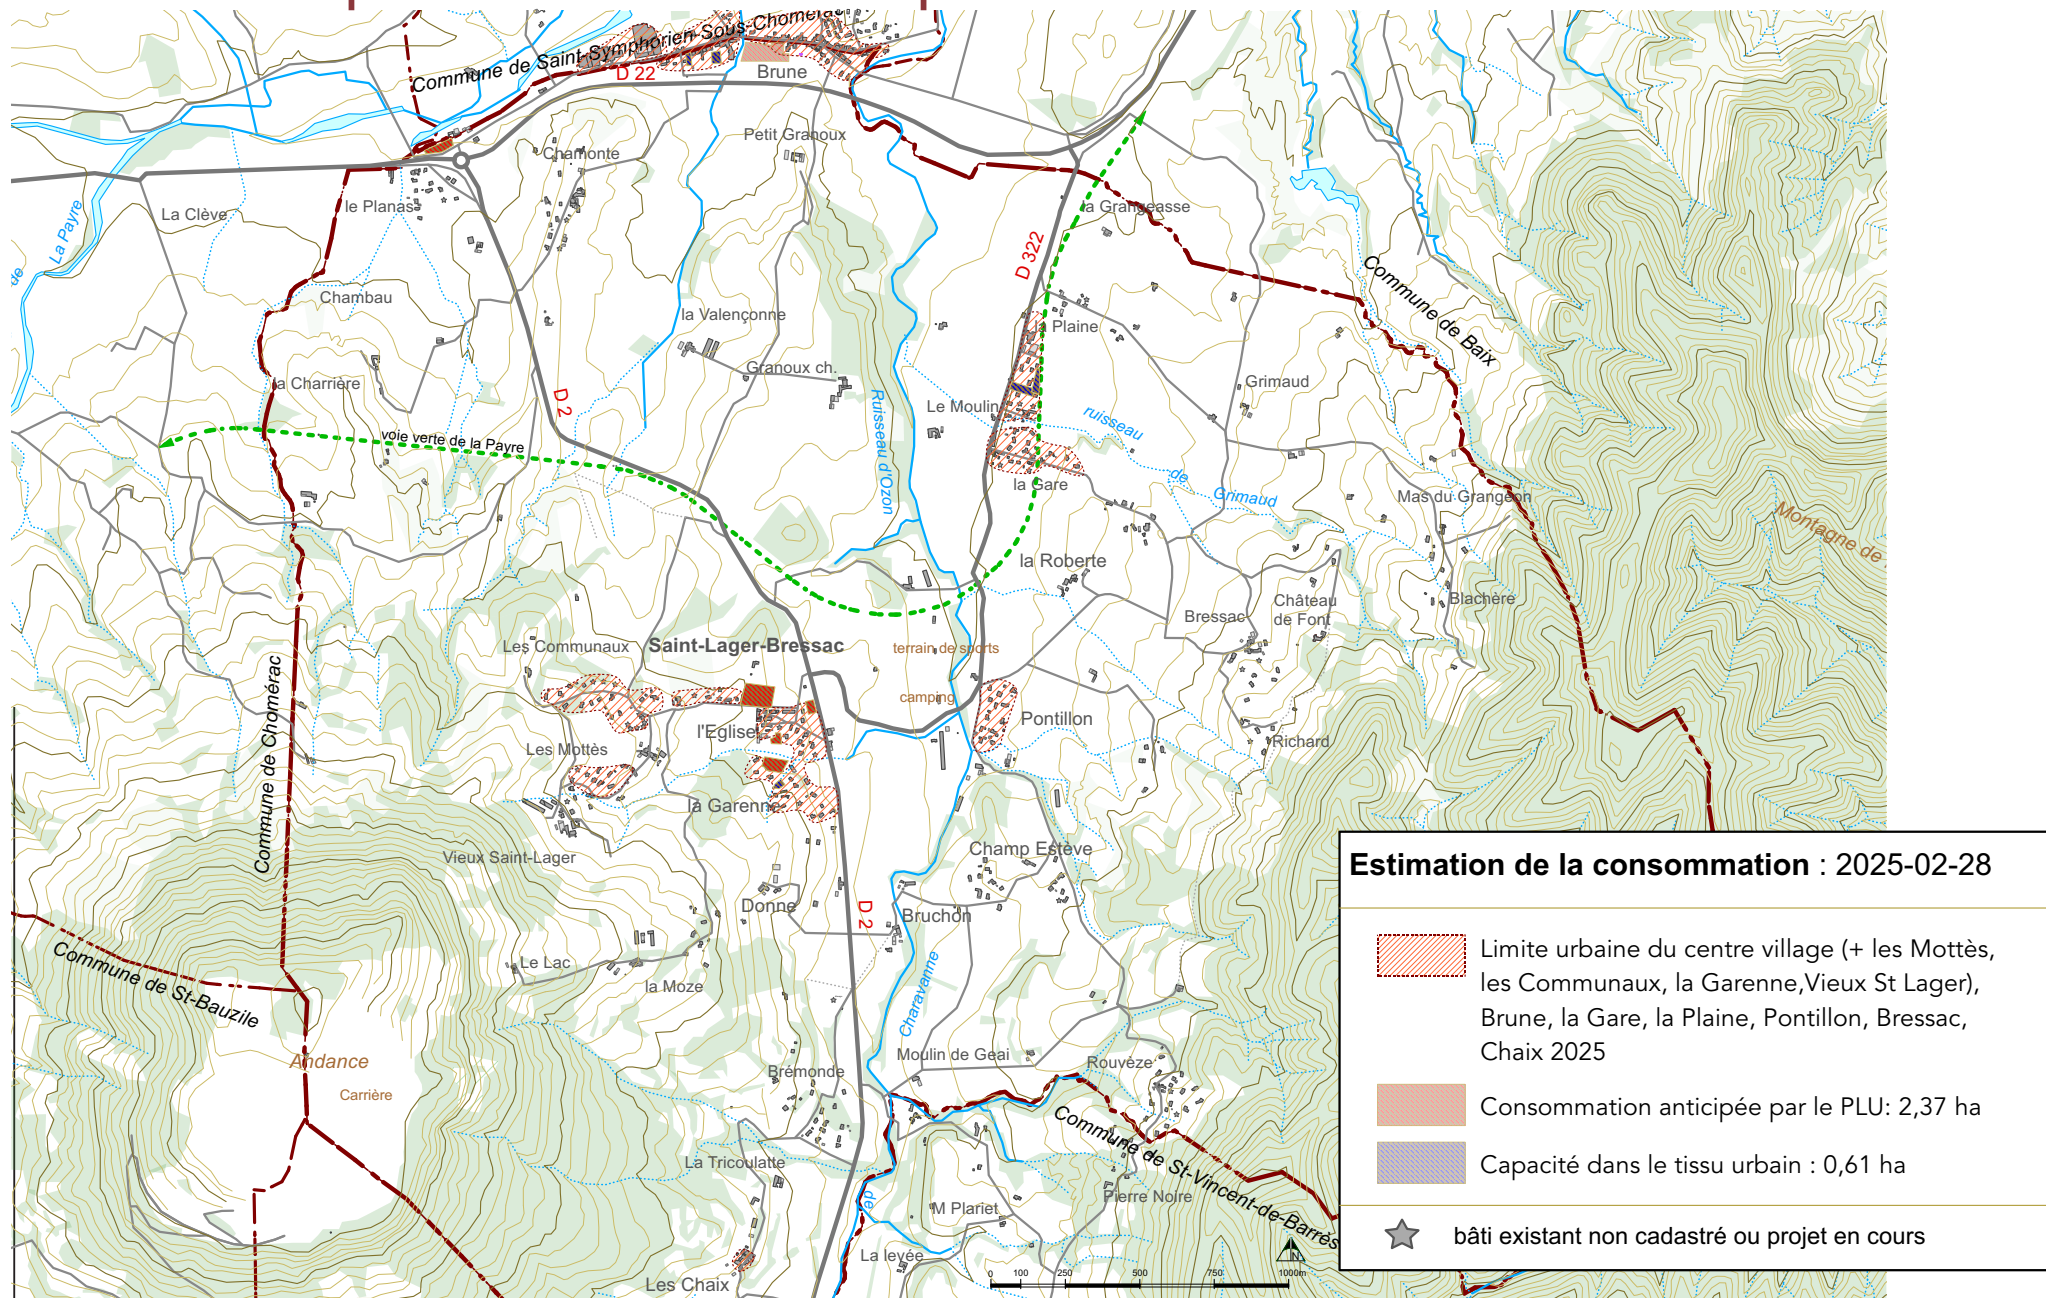 Commune de Saint-Symphorien-Sous-Chomérac
D 22
Brune
Petit Granoux
Chamonte
La Clève
le Planas
la Grangeasse
La Payre
de
D 322
Commune de Baix
Chambau
la Valençonne
la Plaine
Granoux ch.
la Charrière
Grimaud
D 2
Le Moulin
Ruisseau d'Ozon
ruisseau
de
Grimaud
voie verte de la Payre
la Gare
Mas du Grangeon
Montagne de
la Roberte
Château
de Font
Blachère
Bressac
Les Communaux
Saint-Lager-Bressac
terrain de sports
camping
Pontillon
l'Eglise
Les Mottès
Richard
Commune de Chomérac
la Garenne
Vieux Saint-Lager
Champ Estève
Donne
D 2
Bruchon
Le Lac
la Moze
Charavanne
Commune de St-Bauzile
Andance
Carrière
Moulin de Geai
Brémonde
Rouvèze
Commune de St-Vincent-de-Barrès
La Tricoulatte
Pierre Noire
de
M Plariet
La levée
Les Chaix
N
0 100 250 500 750 1000m
Estimation de la consommation : 2025-02-28
Limite urbaine du centre village (+ les Mottès,
les Communaux, la Garenne,Vieux St Lager),
Brune, la Gare, la Plaine, Pontillon, Bressac,
Chaix 2025
Consommation anticipée par le PLU: 2,37 ha
Capacité dans le tissu urbain : 0,61 ha
bâti existant non cadastré ou projet en cours